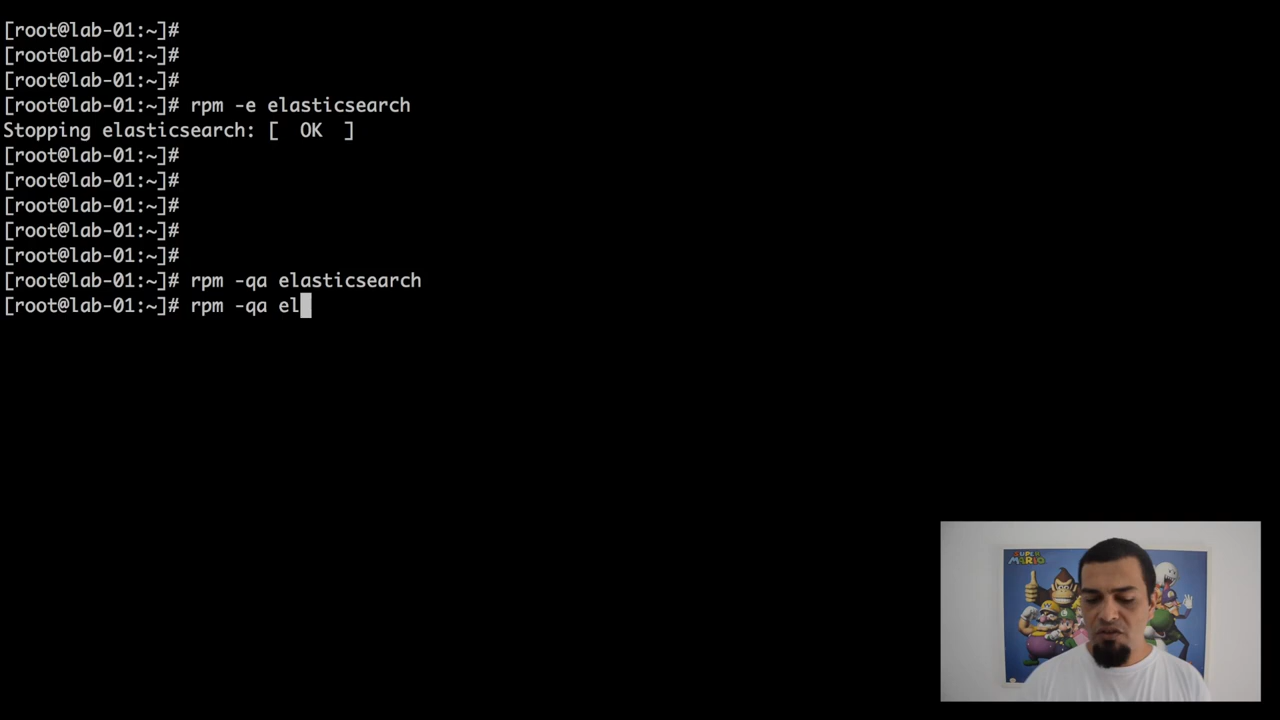 [root@lab-01:~]#
[root@lab-01:~]#
[root@lab-01:~]#
[root@lab-01:~]# rpm -e elasticsearch
Stopping elasticsearch: [  OK  ]
[root@lab-01:~]#
[root@lab-01:~]#
[root@lab-01:~]#
[root@lab-01:~]#
[root@lab-01:~]#
[root@lab-01:~]# rpm -qa elasticsearch
[root@lab-01:~]# rpm -qa el
SUPER
MARIO